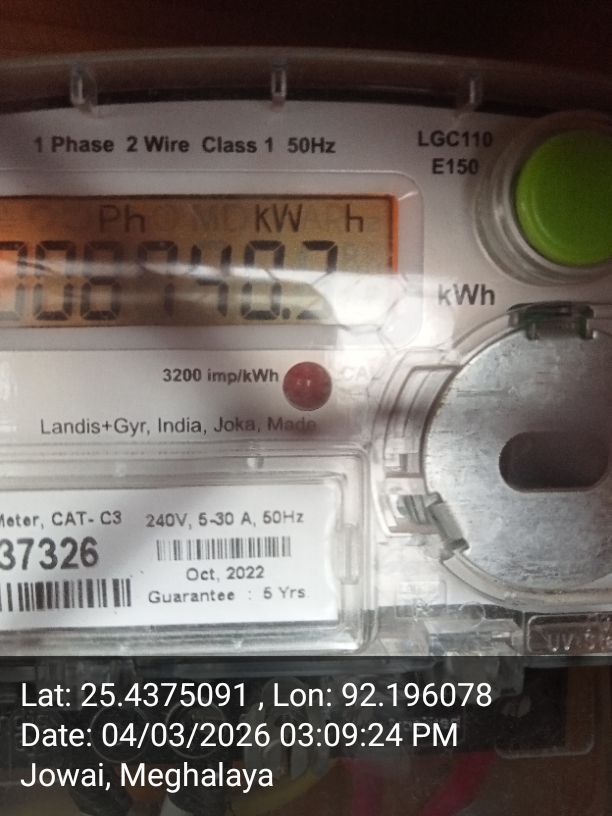 1 Phase 2 Wire Class 1 50Hz
LGC110
E150
Ph kW h
kWh
3200 imp/kWh
Landis+Gyr, India, Joka, Made
Meter, CAT- C3 240V, 5-30 A, 50Hz
37326
Oct, 2022
Guarantee : 5 Yrs
Lat: 25.4375091 , Lon: 92.196078
Date: 04/03/2026 03:09:24 PM
Jowai, Meghalaya